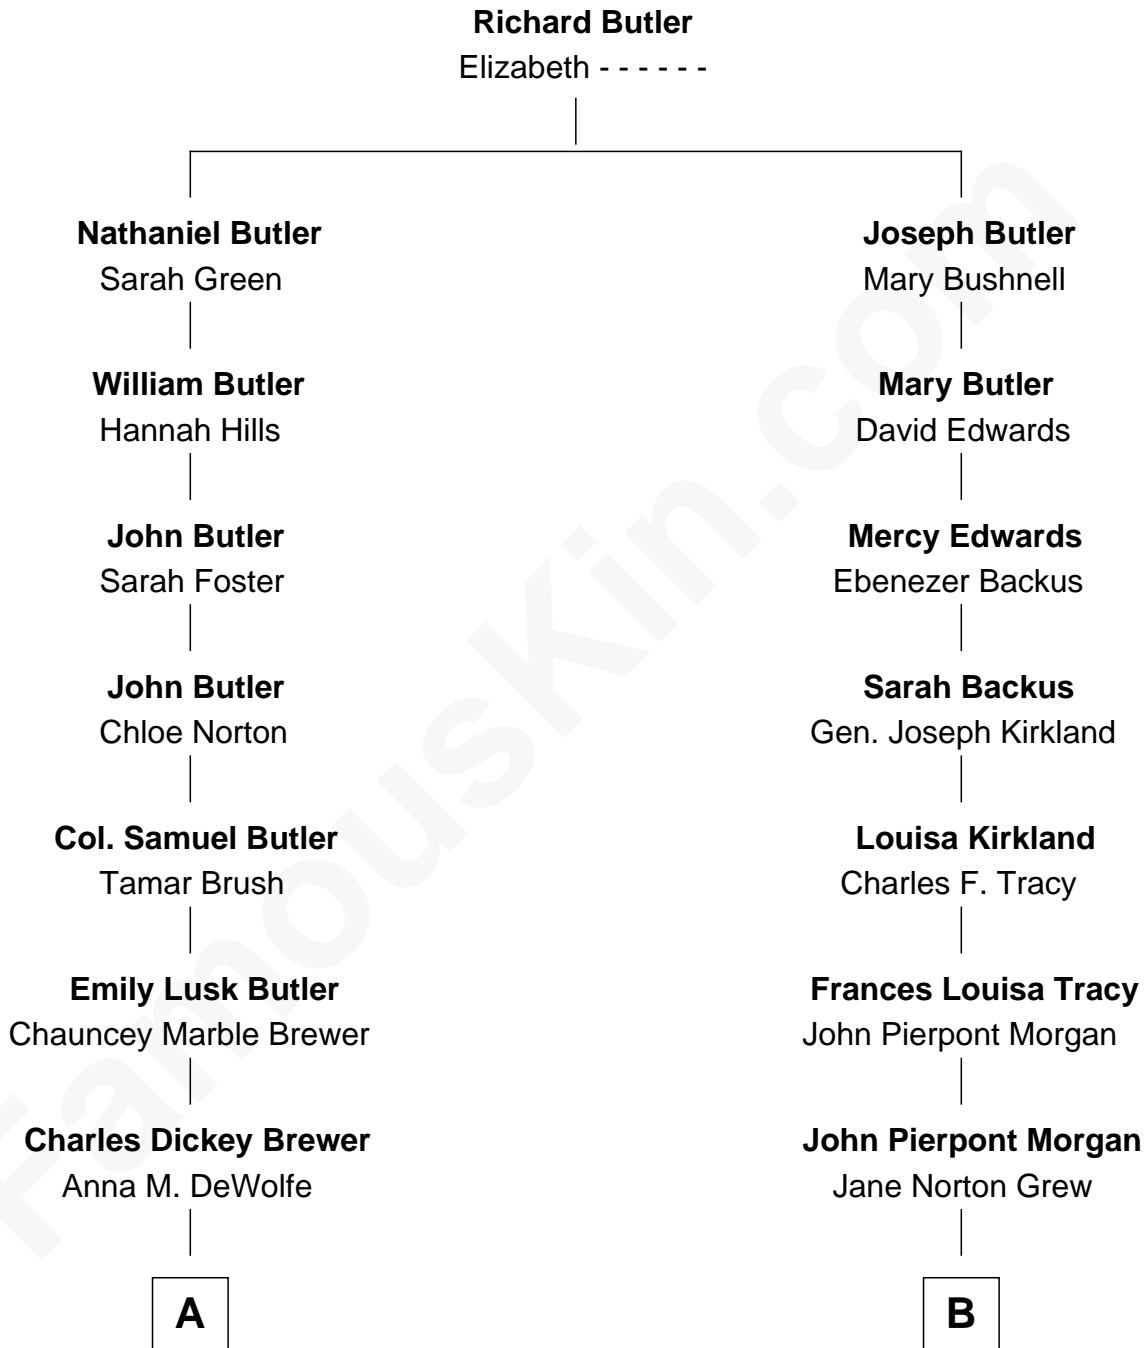 Richard Butler
Elizabeth - - - - - -
Nathaniel Butler
Sarah Green
Joseph Butler
Mary Bushnell
William Butler
Hannah Hills
Mary Butler
David Edwards
John Butler
Sarah Foster
Mercy Edwards
Ebenezer Backus
John Butler
Chloe Norton
Sarah Backus
Gen. Joseph Kirkland
Col. Samuel Butler
Tamar Brush
Louisa Kirkland
Charles F. Tracy
Emily Lusk Butler
Chauncey Marble Brewer
Frances Louisa Tracy
John Pierpont Morgan
Charles Dickey Brewer
Anna M. DeWolfe
John Pierpont Morgan
Jane Norton Grew
A
B
FamousKin.com